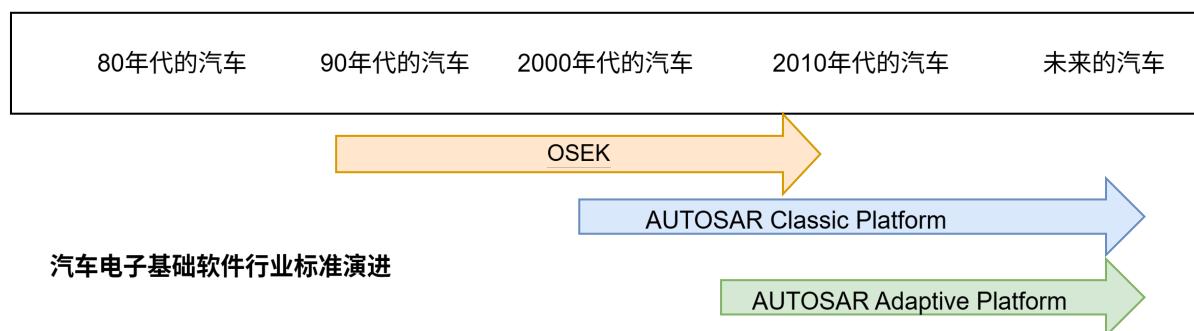 80年代的汽车
90年代的汽车
2000年代的汽车
2010年代的汽车
未来的汽车
OSEK
AUTOSAR Classic Platform
汽车电子基础软件行业标准演进
AUTOSAR Adaptive Platform